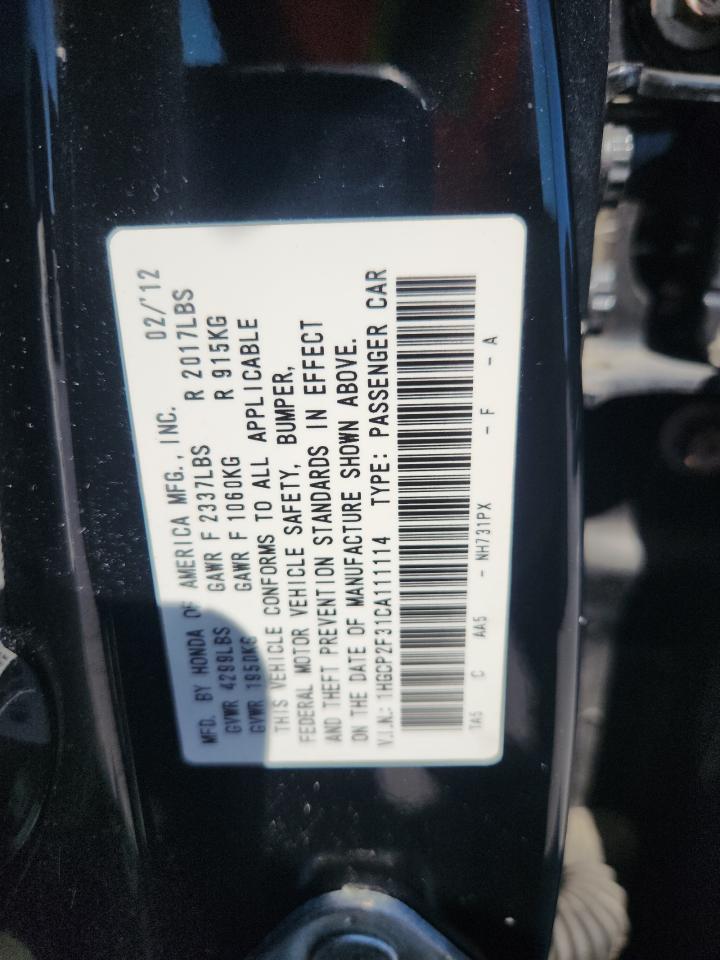 MFD. BY HONDA OF AMERICA MFG., INC. 02/'12
GVWR 4299LBS GAWR F 2337LBS R 2017LBS
GVWR 1950KG GAWR F 1060KG R 915KG
THIS VEHICLE CONFORMS TO ALL APPLICABLE
FEDERAL MOTOR VEHICLE SAFETY, BUMPER,
AND THEFT PREVENTION STANDARDS IN EFFECT
ON THE DATE OF MANUFACTURE SHOWN ABOVE.
V.I.N.: 1HGCP2F31CA111114 TYPE: PASSENGER CAR
TA5 C AA5 - NH731PX - F - A